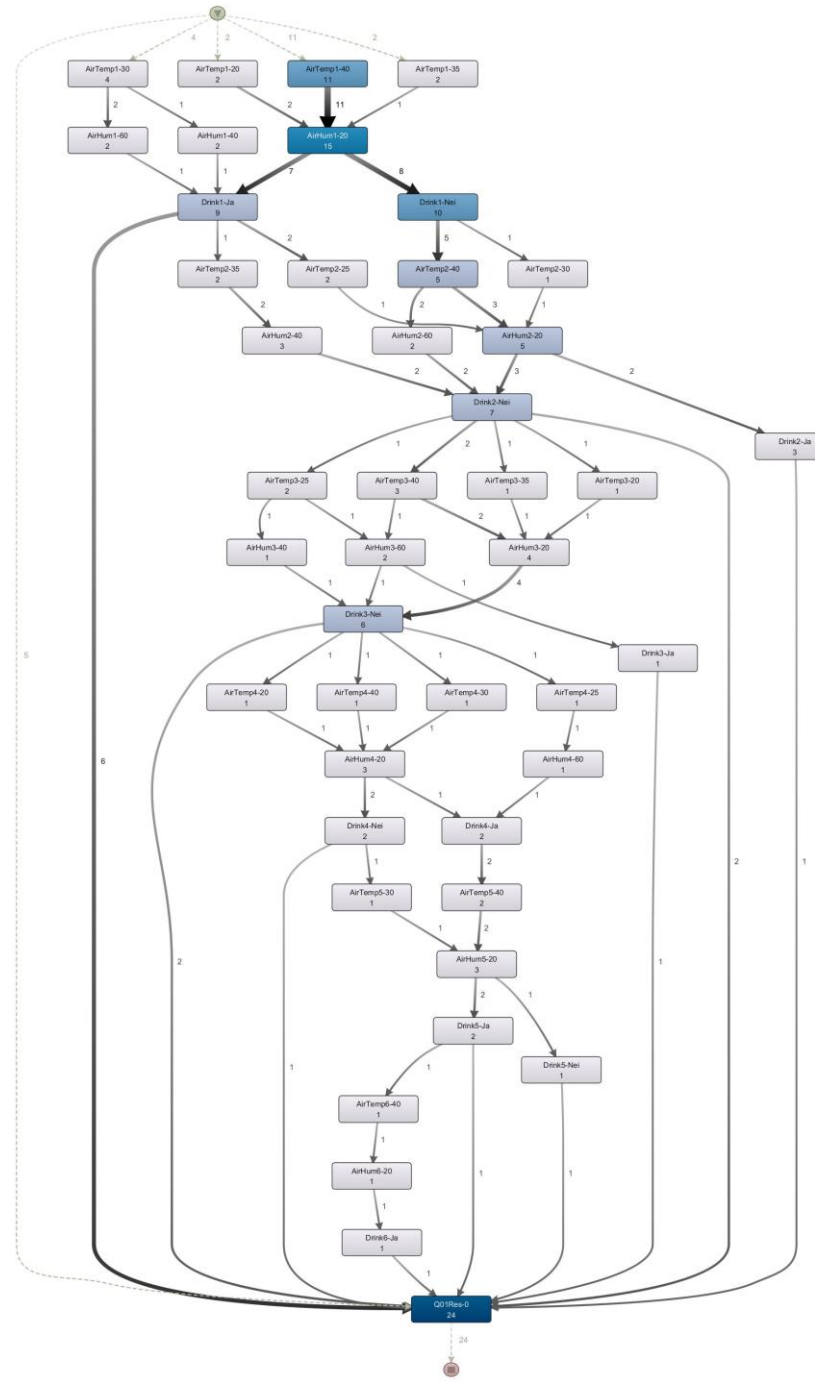 4
2
11
2
AirTemp1-30
4
AirTemp1-20
2
AirTemp1-40
11
AirTemp1-35
2
2
1
2
11
1
AirHum1-60
2
AirHum1-40
2
AirHum1-20
15
1
1
7
8
Drink1-Ja
9
Drink1-Nei
10
1
2
5
1
AirTemp2-35
2
AirTemp2-25
2
AirTemp2-40
5
AirTemp2-30
1
2
1
2
3
1
AirHum2-40
3
AirHum2-60
2
AirHum2-20
5
2
2
3
2
Drink2-Nei
7
Drink2-Ja
3
1
2
1
1
AirTemp3-25
2
AirTemp3-40
3
AirTemp3-35
1
AirTemp3-20
1
1
1
1
2
1
1
AirHum3-40
1
AirHum3-60
2
AirHum3-20
4
1
1
1
4
Drink3-Nei
6
Drink3-Ja
1
5
1
1
1
1
AirTemp4-20
1
AirTemp4-40
1
AirTemp4-30
1
AirTemp4-25
1
1
1
1
1
6
AirHum4-20
3
AirHum4-60
1
2
1
1
Drink4-Nei
2
Drink4-Ja
2
1
2
2
1
AirTemp5-30
1
AirTemp5-40
2
1
2
AirHum5-20
3
2
1
2
1
Drink5-Ja
2
Drink5-Nei
1
1
1
AirTemp6-40
1
1
1
1
AirHum6-20
1
1
Drink6-Ja
1
1
Q01Res-0
24
24